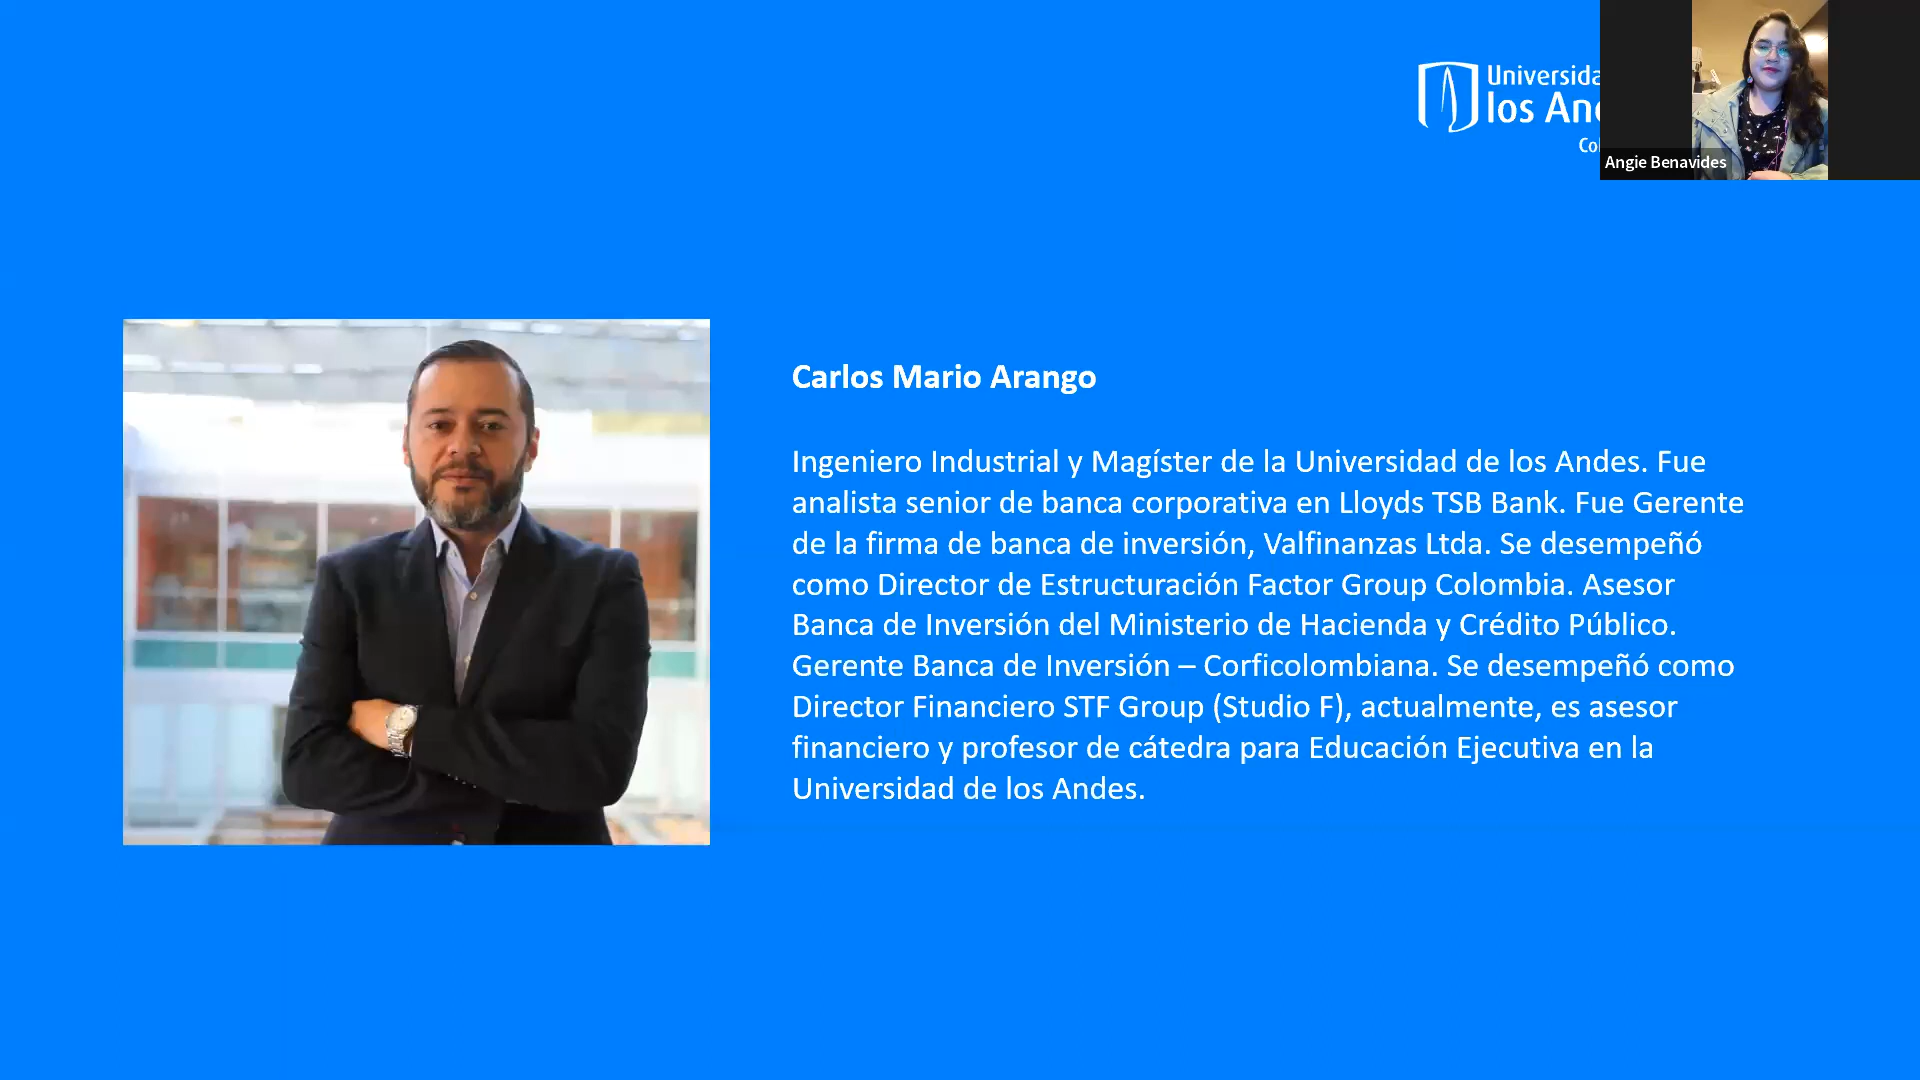 Universida
los An
Col
Angie Benavides
Carlos Mario Arango
Ingeniero Industrial y Magíster de la Universidad de los Andes. Fue
analista senior de banca corporativa en Lloyds TSB Bank. Fue Gerente
de la firma de banca de inversión, Valfinanzas Ltda. Se desempeñó
como Director de Estructuración Factor Group Colombia. Asesor
Banca de Inversión del Ministerio de Hacienda y Crédito Público.
Gerente Banca de Inversión – Corficolombiana. Se desempeñó como
Director Financiero STF Group (Studio F), actualmente, es asesor
financiero y profesor de cátedra para Educación Ejecutiva en la
Universidad de los Andes.